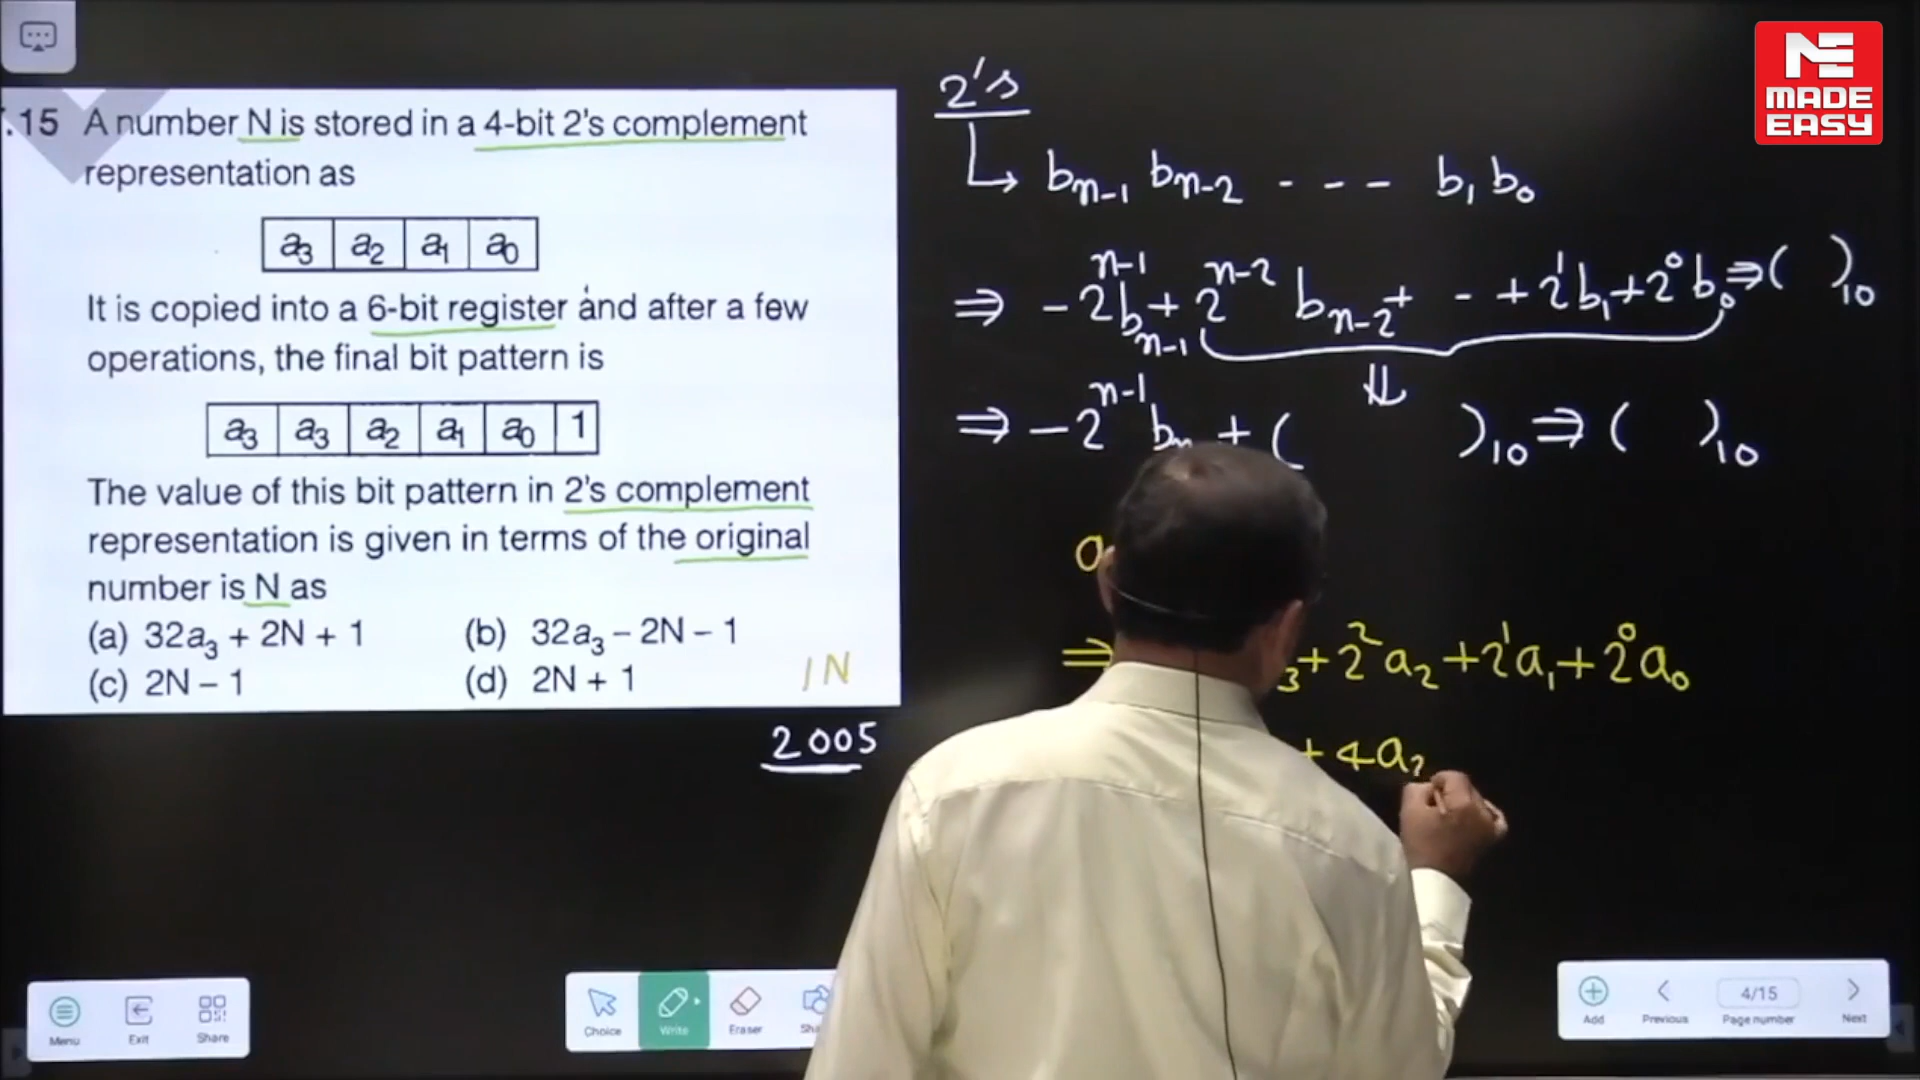 .15 A number N is stored in a 4-bit 2's complement
representation as
a3 a2 a1 a0
It is copied into a 6-bit register and after a few
operations, the final bit pattern is
a3 a3 a2 a1 a0 1
The value of this bit pattern in 2's complement
representation is given in terms of the original
number is N as
(a) 32a3 + 2N + 1 (b) 32a3 – 2N – 1
(c) 2N – 1 (d) 2N + 1
1N
2005
2's
↳ bn-1 bn-2 - - - - b1 b0
⇒ -2^n-1 bn-1 + 2^n-2 bn-2 + - - + 2^1 b1 + 2^0 b0 ⇒ ( )10
⇓
⇒ -2^n-1 bn + ( )10 ⇒ ( )10
a
⇒ 3 + 2^2 a2 + 2^1 a1 + 2^0 a0
+ 4a2
ME
MADE
EASY
Menu Exit Share
Choice Write Eraser
Add Previous 4/15 Page number Next